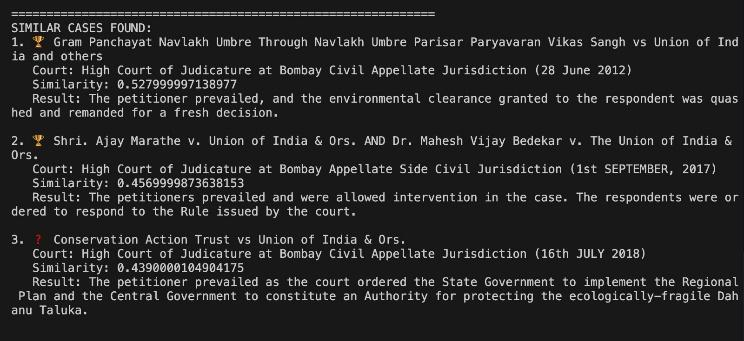 ============================================================
SIMILAR CASES FOUND:
1. 🏆 Gram Panchayat Navlakh Umbre Through Navlakh Umbre Parisar Paryavaran Vikas Sangh vs Union of Ind
ia and others
Court: High Court of Judicature at Bombay Civil Appellate Jurisdiction (28 June 2012)
Similarity: 0.527999997138977
Result: The petitioner prevailed, and the environmental clearance granted to the respondent was quas
hed and remanded for a fresh decision.
2. 🏆 Shri. Ajay Marathe v. Union of India & Ors. AND Dr. Mahesh Vijay Bedekar v. The Union of India &
Ors.
Court: High Court of Judicature at Bombay Appellate Side Civil Jurisdiction (1st SEPTEMBER, 2017)
Similarity: 0.4569999873638153
Result: The petitioners prevailed and were allowed intervention in the case. The respondents were or
dered to respond to the Rule issued by the court.
3. ❓ Conservation Action Trust vs Union of India & Ors.
Court: High Court of Judicature at Bombay Civil Appellate Jurisdiction (16th JULY 2018)
Similarity: 0.4390000104904175
Result: The petitioner prevailed as the court ordered the State Government to implement the Regional
Plan and the Central Government to constitute an Authority for protecting the ecologically-fragile Dah
anu Taluka.